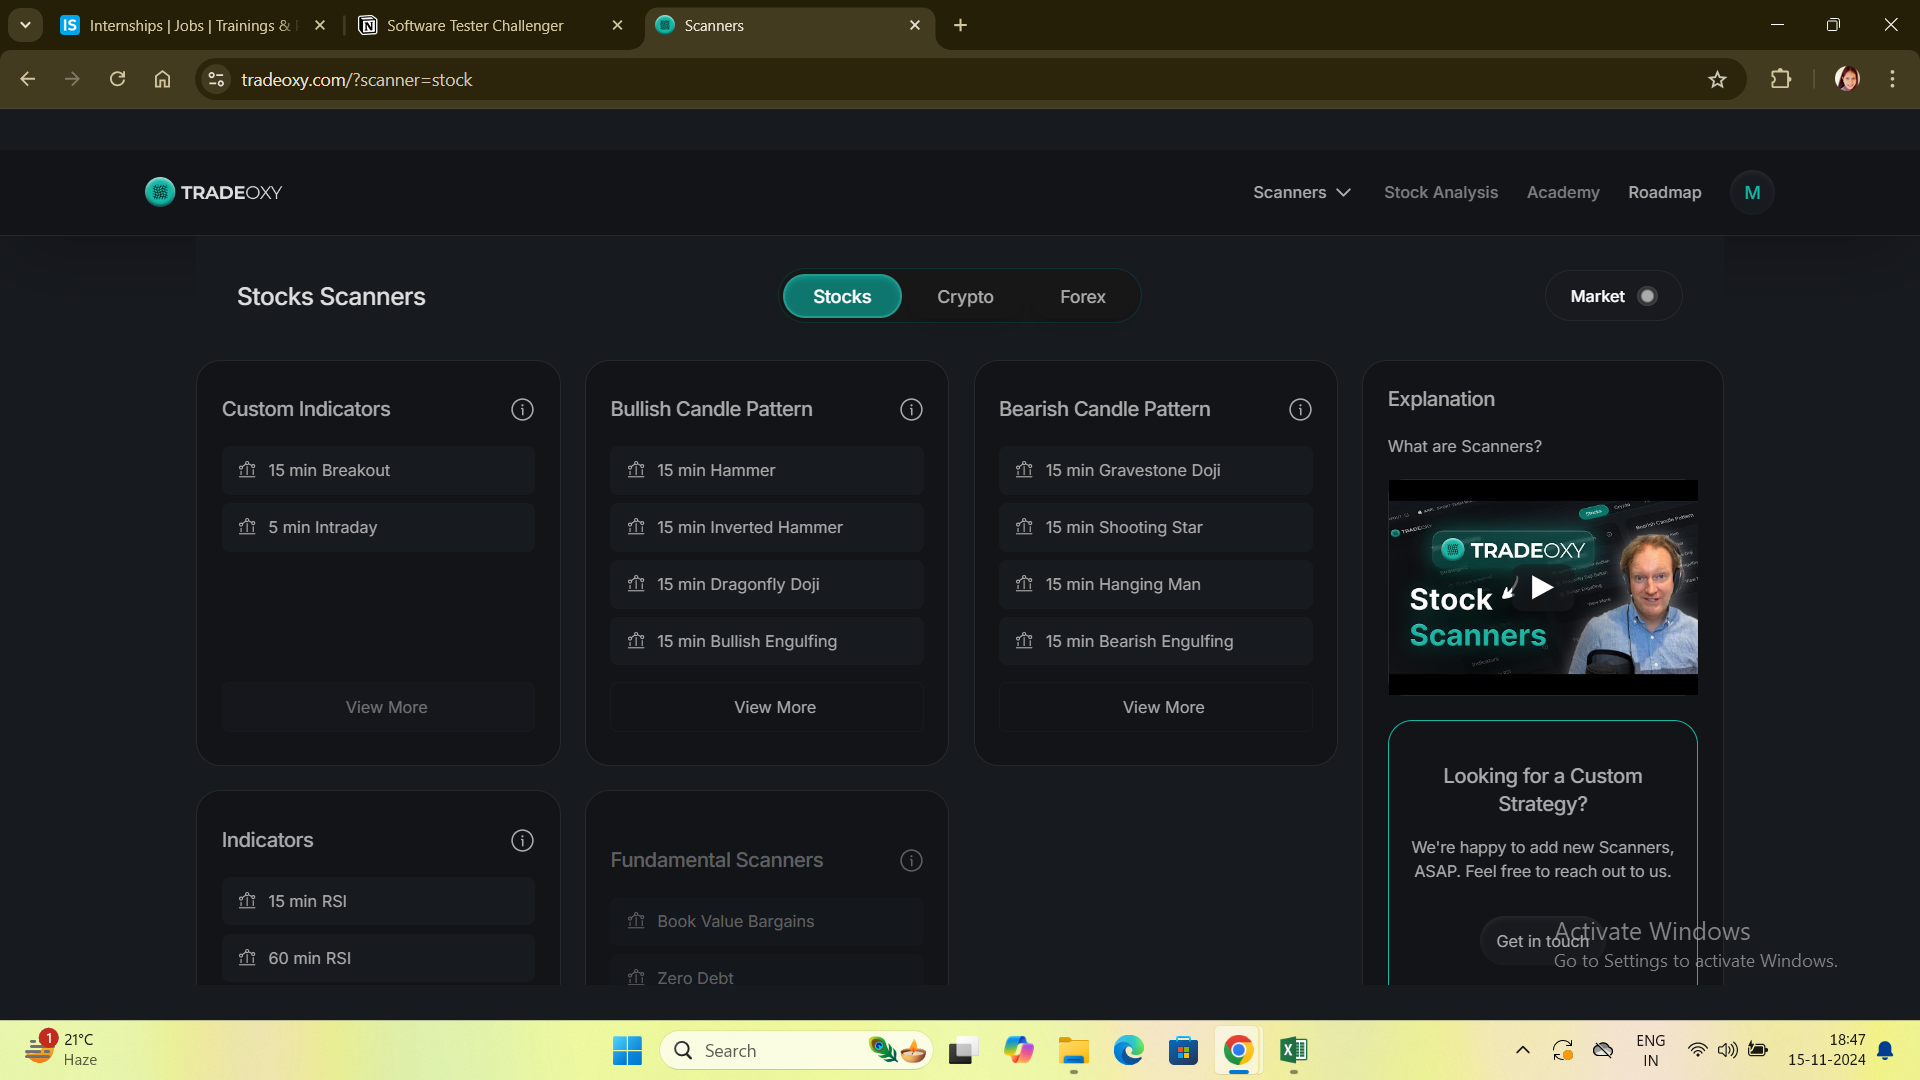 Internships | Jobs | Trainings &
Software Tester Challenger
Scanners
tradeoxy.com/?scanner=stock
TRADEOXY
Scanners
Stock Analysis
Academy
Roadmap
M
Stocks Scanners
Stocks
Crypto
Forex
Market
Custom Indicators
15 min Breakout
5 min Intraday
View More
Bullish Candle Pattern
15 min Hammer
15 min Inverted Hammer
15 min Dragonfly Doji
15 min Bullish Engulfing
View More
Bearish Candle Pattern
15 min Gravestone Doji
15 min Shooting Star
15 min Hanging Man
15 min Bearish Engulfing
View More
Explanation
What are Scanners?
TRADEOXY
Stock
Scanners
Looking for a Custom
Strategy?
We're happy to add new Scanners,
ASAP. Feel free to reach out to us.
Get in touch
Indicators
15 min RSI
60 min RSI
Fundamental Scanners
Book Value Bargains
Zero Debt
Activate Windows
Go to Settings to activate Windows.
1
21°C
Haze
Search
ENG
IN
18:47
15-11-2024